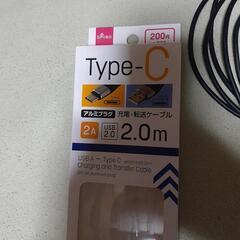 DAISO
200円
Type-C
アルミプラグ 充電・転送ケーブル
2A USB 2.0 2.0m
USB A – Type C
Charging and Transfer Cable